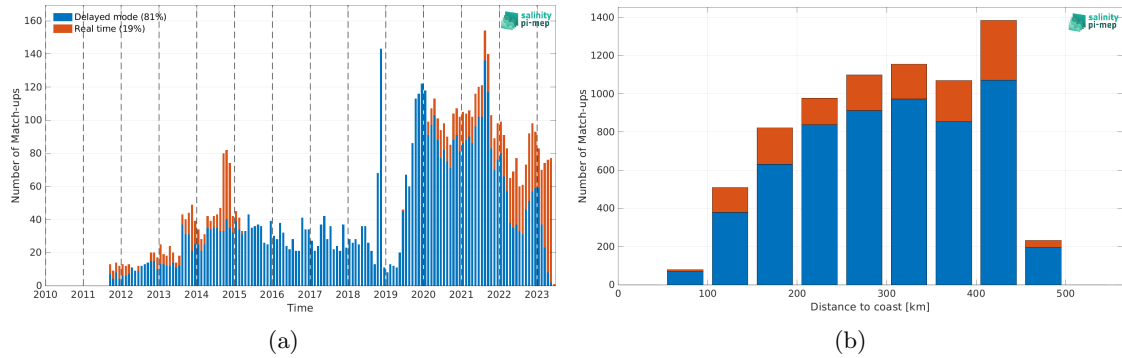 Delayed mode (81%)
Real time (19%)
salinity
pi-mep
Number of Match-ups
160
140
120
100
80
60
40
20
0
2010 2011 2012 2013 2014 2015 2016 2017 2018 2019 2020 2021 2022 2023
Time
(a)
salinity
pi-mep
Number of Match-ups
1400
1200
1000
800
600
400
200
0
0 100 200 300 400 500
Distance to coast [km]
(b)